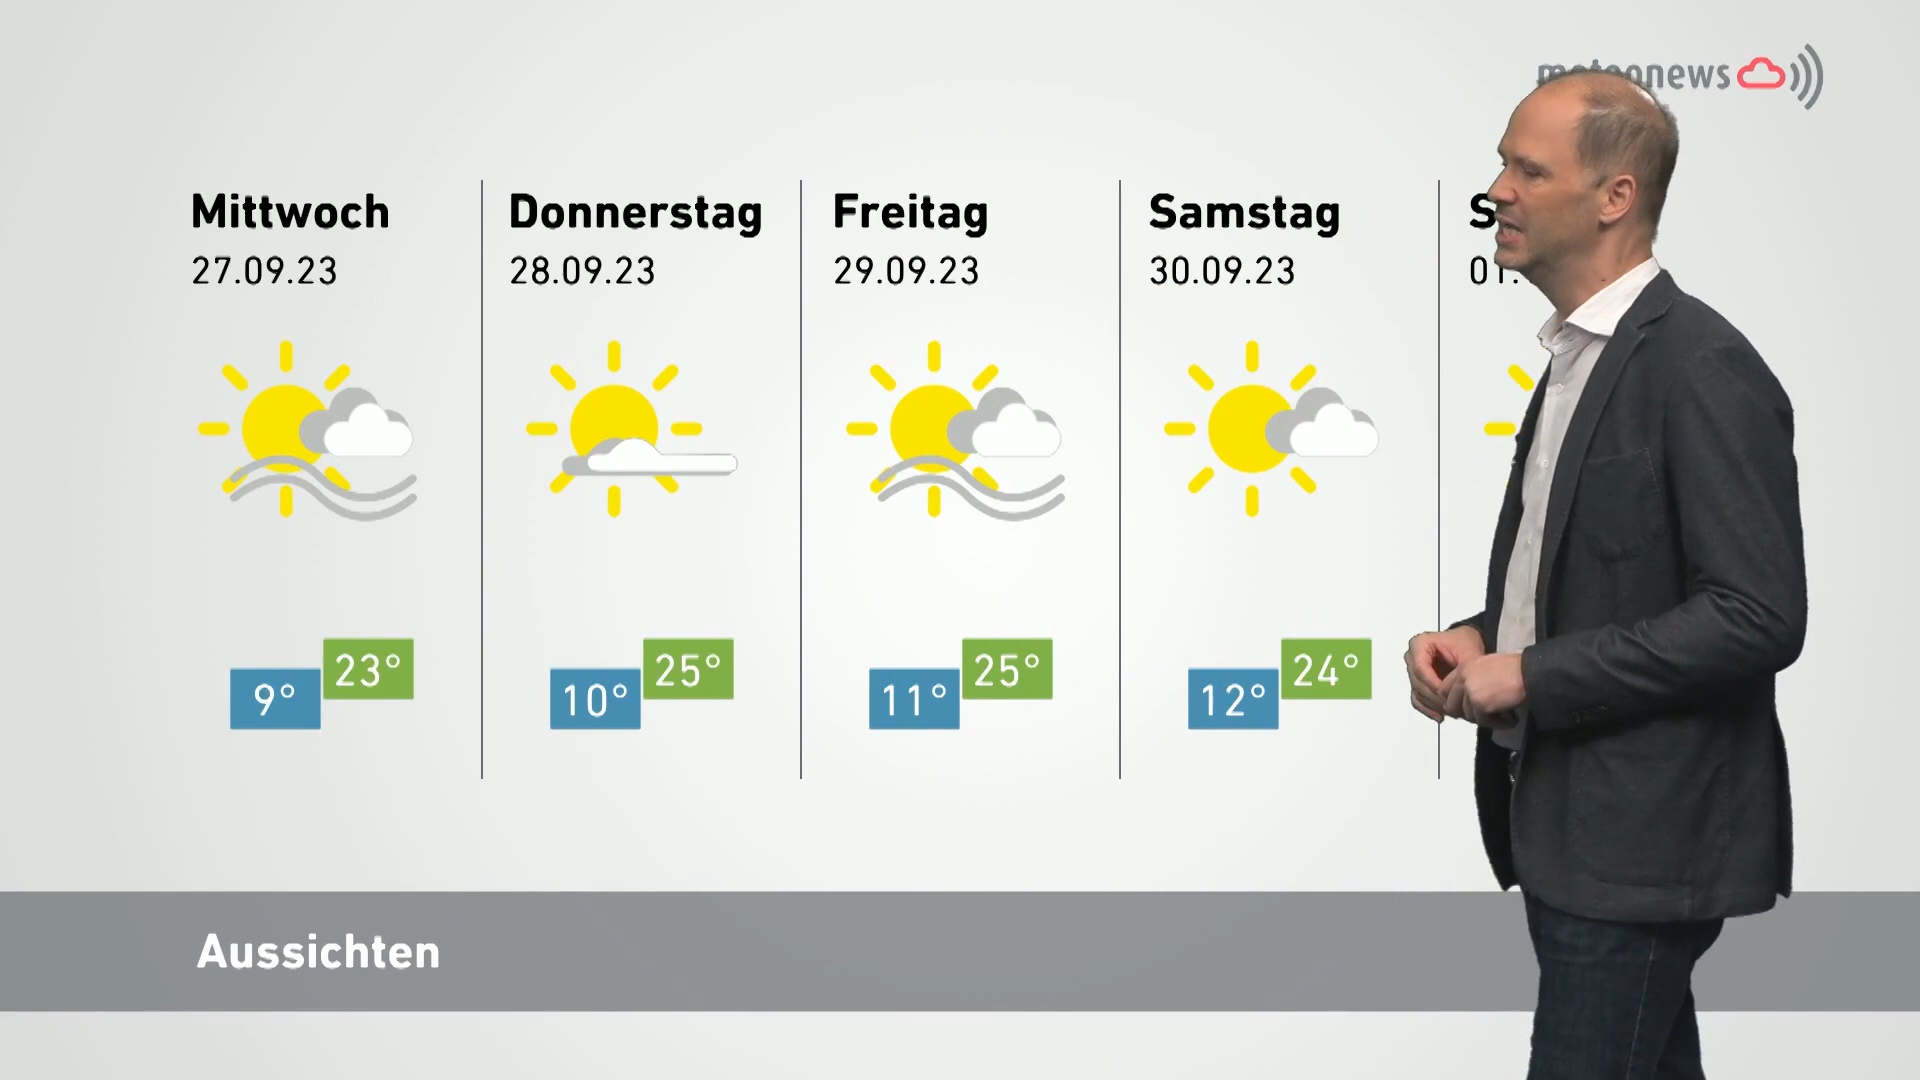 news
Mittwoch
27.09.23
Donnerstag
28.09.23
Freitag
29.09.23
Samstag
30.09.23
9°
23°
10°
25°
11°
25°
12°
24°
Aussichten